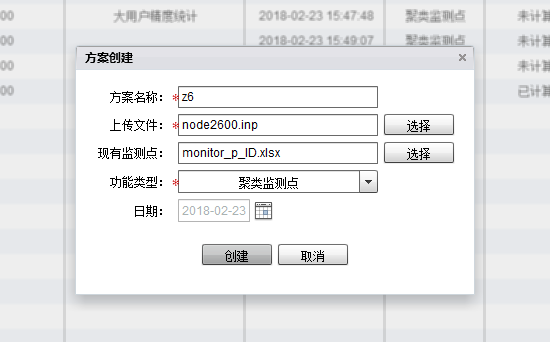 00 大用户精度统计 2018-02-23 15:47:48 聚类监测点 未计算
00 2018-02-23 15:49:07 聚类监测点 未计算
方案创建
00 未计算
00 已计算
方案名称： *z6
上传文件： *node2600.inp 选择
现有监测点： monitor_p_ID.xlsx 选择
功能类型： * 聚类监测点
日期： 2018-02-23
创建 取消